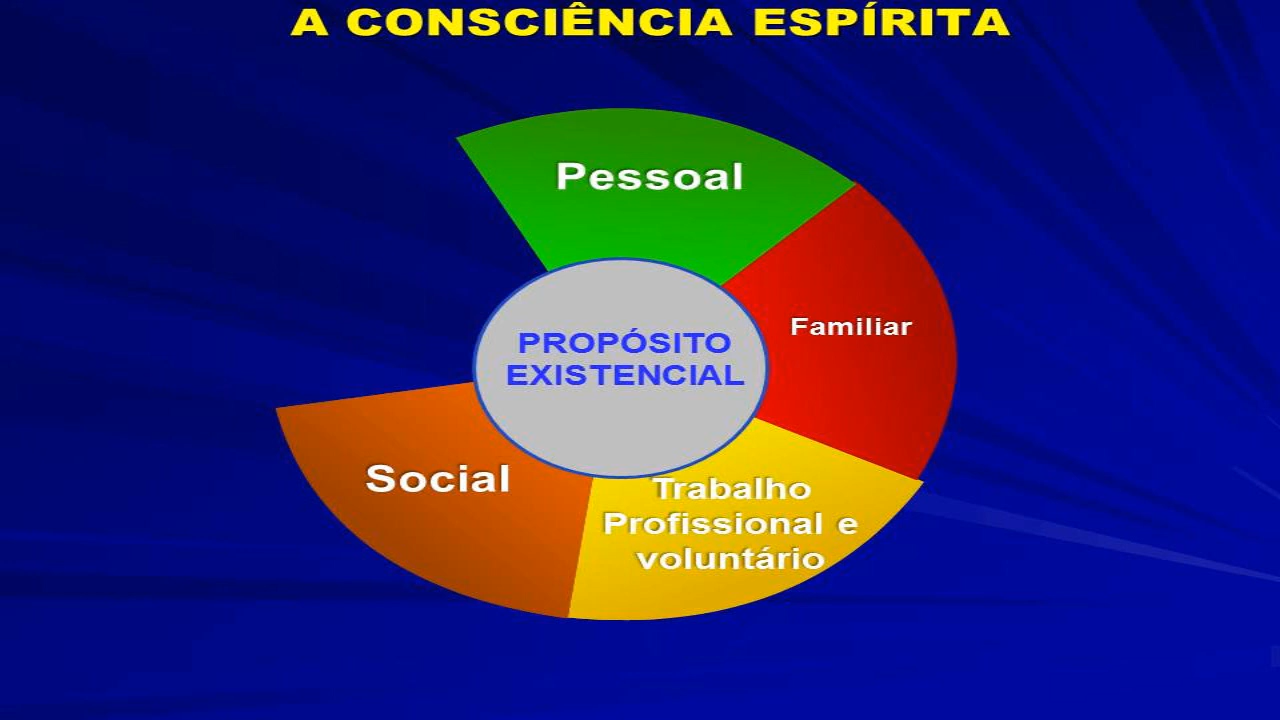 A CONSCIÊNCIA ESPÍRITA
Pessoal
Familiar
PROPÓSITO
EXISTENCIAL
Social
Trabalho
Profissional e
voluntário